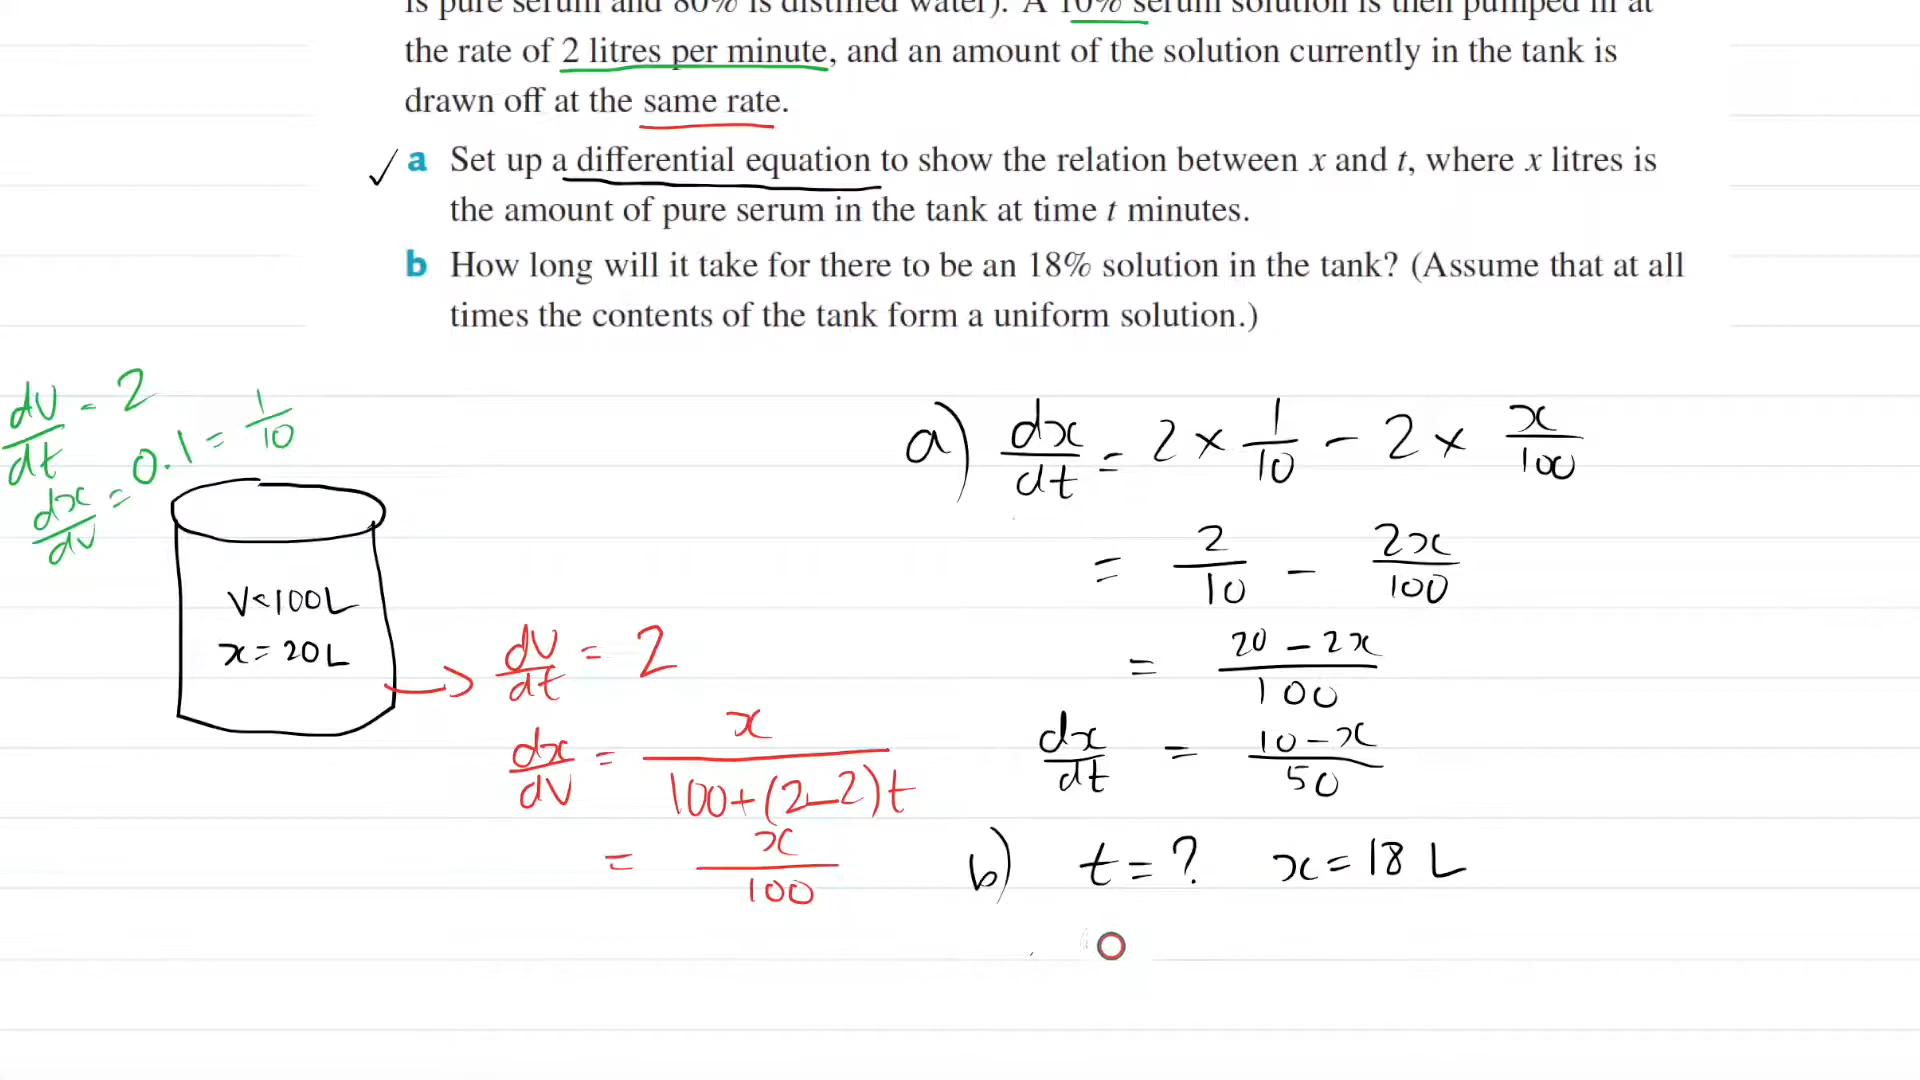 is pure serum and 80% is distilled water). A 10% serum solution is then pumped in at
the rate of 2 litres per minute, and an amount of the solution currently in the tank is
drawn off at the same rate.
a Set up a differential equation to show the relation between x and t, where x litres is
the amount of pure serum in the tank at time t minutes.
b How long will it take for there to be an 18% solution in the tank? (Assume that at all
times the contents of the tank form a uniform solution.)
dV/dt = 2
dx/dV = 0.1 = 1/10
V=100L
x=20L
dV/dt = 2
dx/dV = x/(100+(2-2)t)
= x/100
a) dx/dt = 2 × 1/10 - 2 × x/100
= 2/10 - 2x/100
= (20-2x)/100
dx/dt = (10-x)/50
b) t=? x=18 L